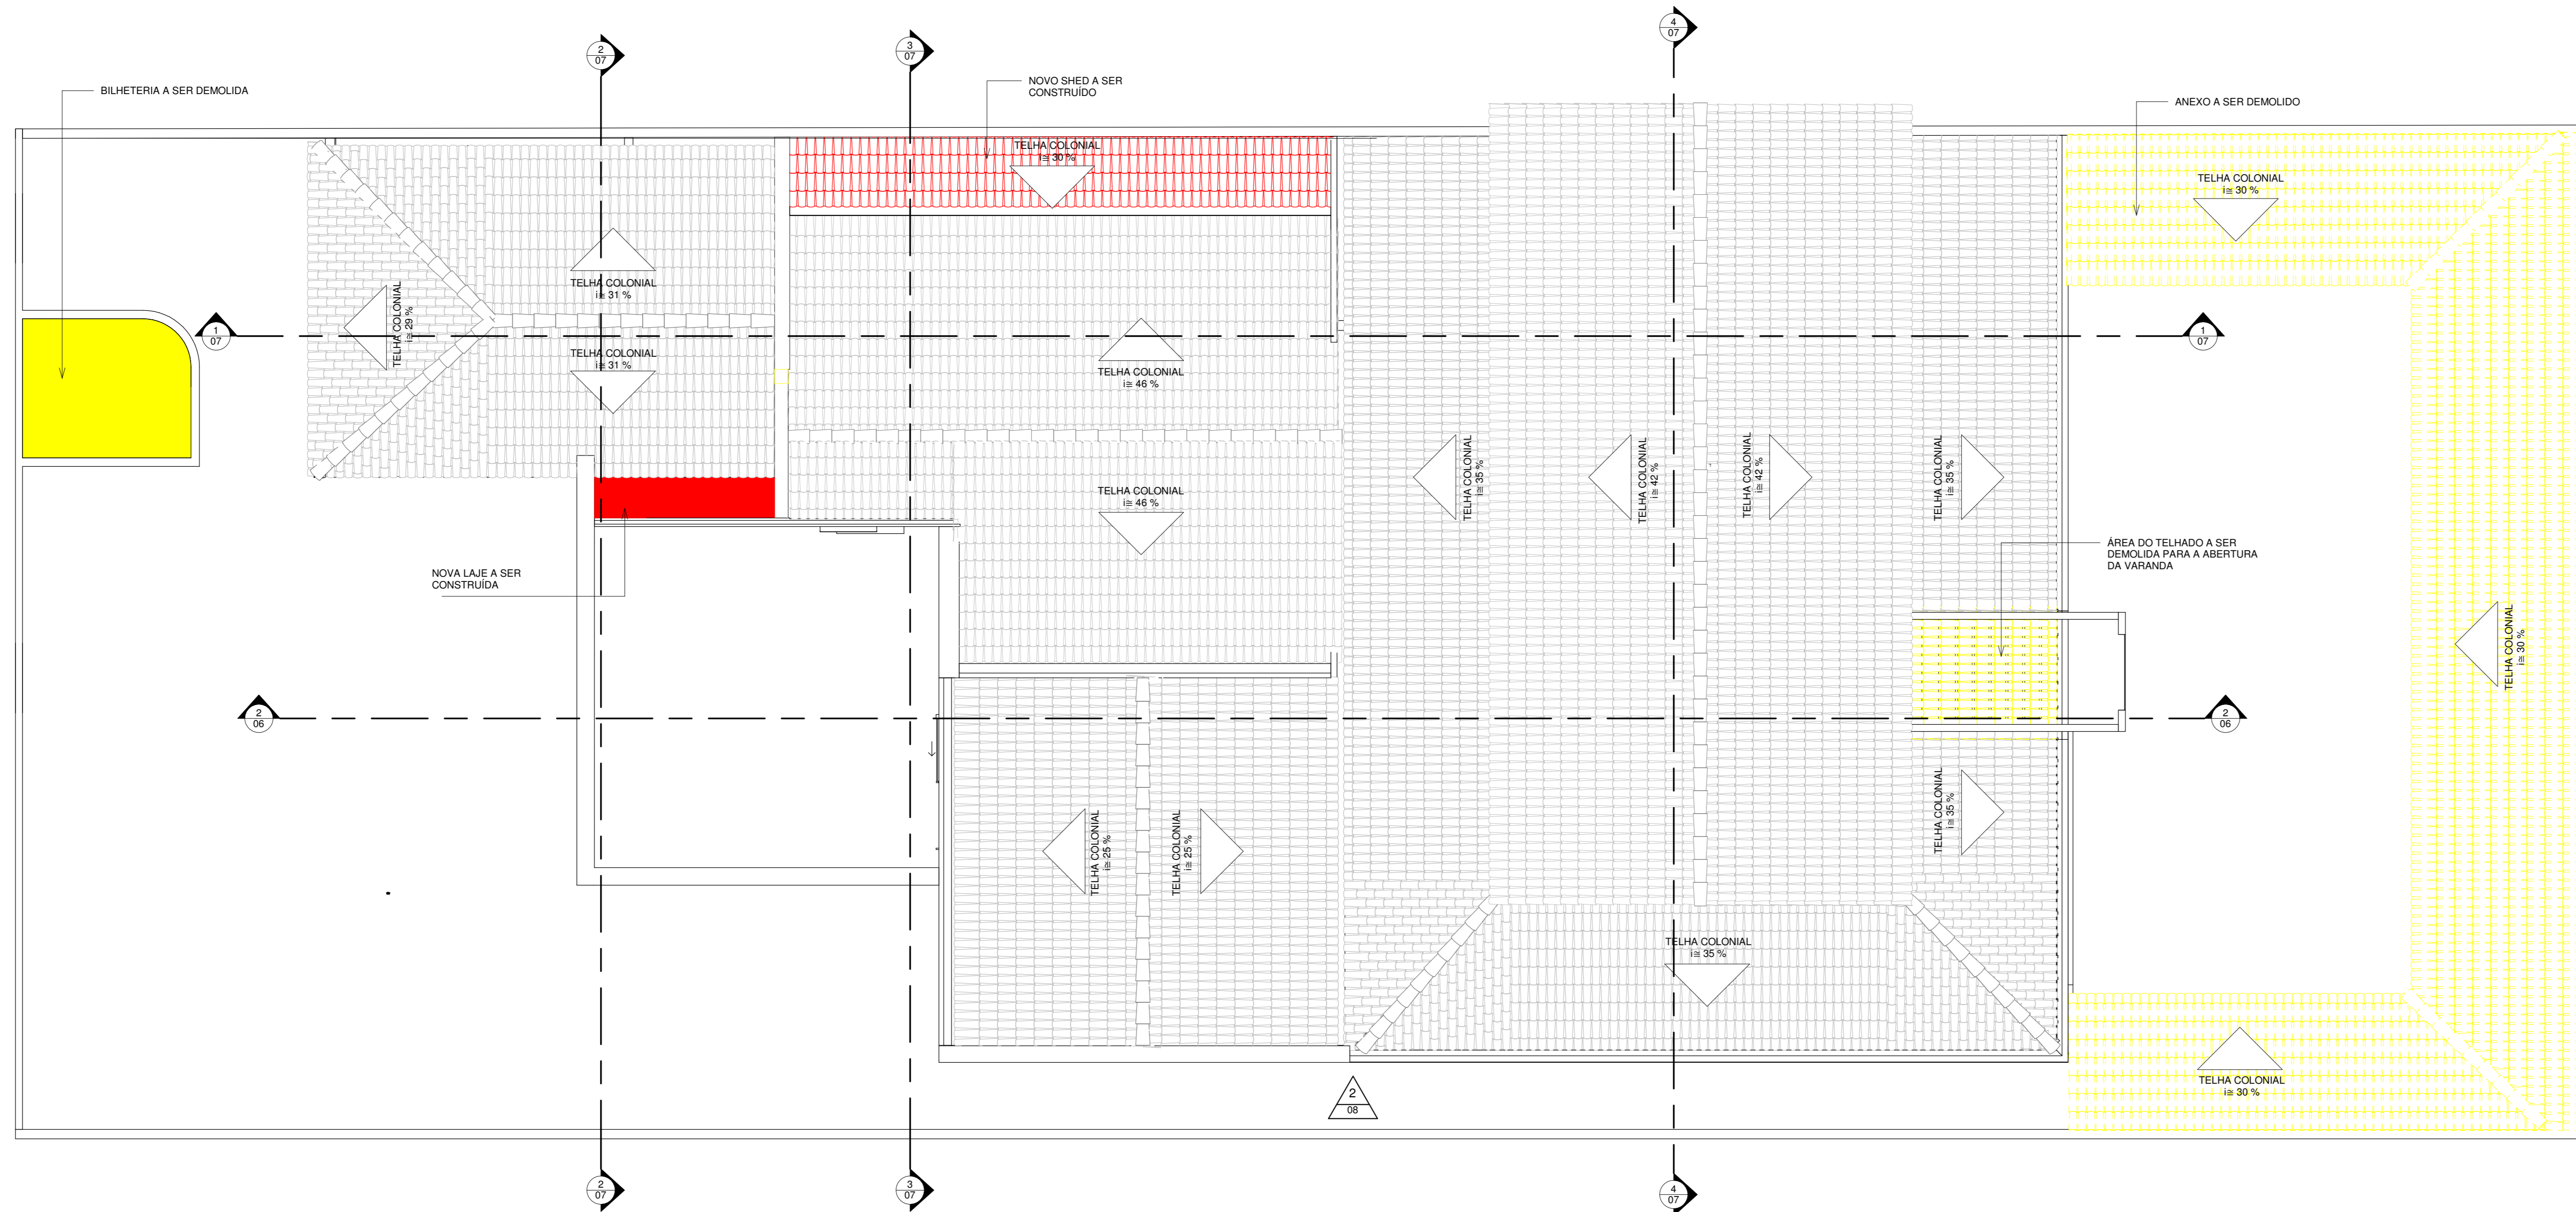 4
07
2
07
3
07
NOVO SHED A SER
CONSTRUÍDO
BILHETERIA A SER DEMOLIDA
ANEXO A SER DEMOLIDO
TELHA COLONIAL
i≅ 30 %
TELHA COLONIAL
i≅ 30 %
TELHA COLONIAL
i≅ 31 %
TELHA COLONIAL
i≅ 29 %
1
07
1
07
TELHA COLONIAL
i≅ 31 %
TELHA COLONIAL
i≅ 46 %
TELHA COLONIAL
i≅ 35 %
TELHA COLONIAL
i≅ 42 %
TELHA COLONIAL
i≅ 42 %
TELHA COLONIAL
i≅ 35 %
TELHA COLONIAL
i≅ 46 %
NOVA LAJE A SER
CONSTRUÍDA
ÁREA DO TELHADO A SER
DEMOLIDA PARA A ABERTURA
DA VARANDA
TELHA COLONIAL
i≅ 30 %
2
06
2
06
TELHA COLONIAL
i≅ 25 %
TELHA COLONIAL
i≅ 25 %
TELHA COLONIAL
i≅ 35 %
TELHA COLONIAL
i≅ 35 %
TELHA COLONIAL
i≅ 30 %
2
08
2
07
3
07
4
07